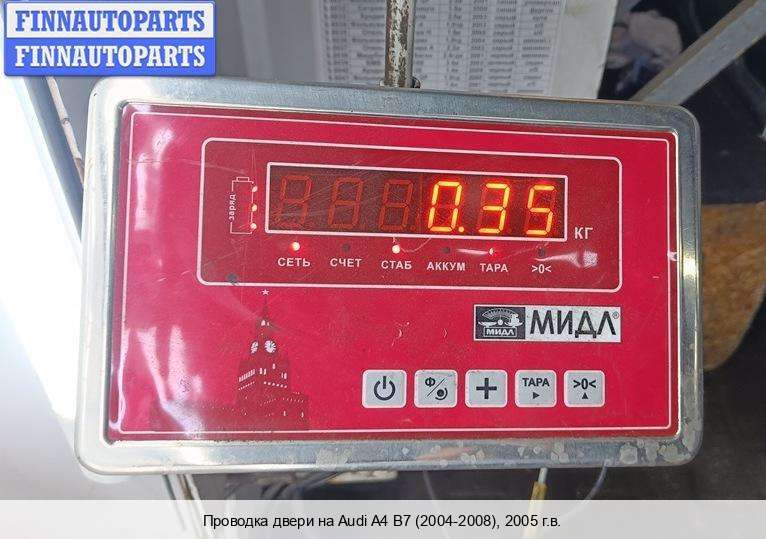 FINNAUTOPARTS
FINNAUTOPARTS
заряд
0.35
КГ
СЕТЬ СЧЕТ СТАБ АККУМ ТАРА >0<
МИДЛ
МИДЛ®
Ф ТАРА >0<
Проводка двери на Audi A4 B7 (2004-2008), 2005 г.в.